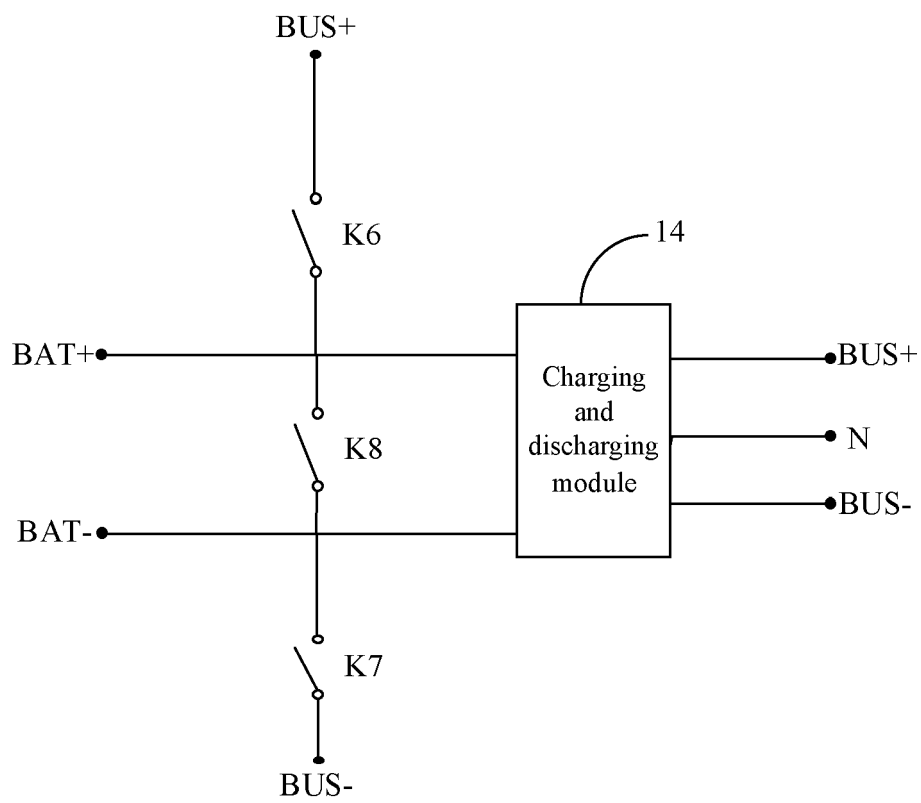 BUS+
K6
14
BAT+
BUS+
Charging
and
discharging
module
K8
N
BAT-
BUS-
K7
BUS-